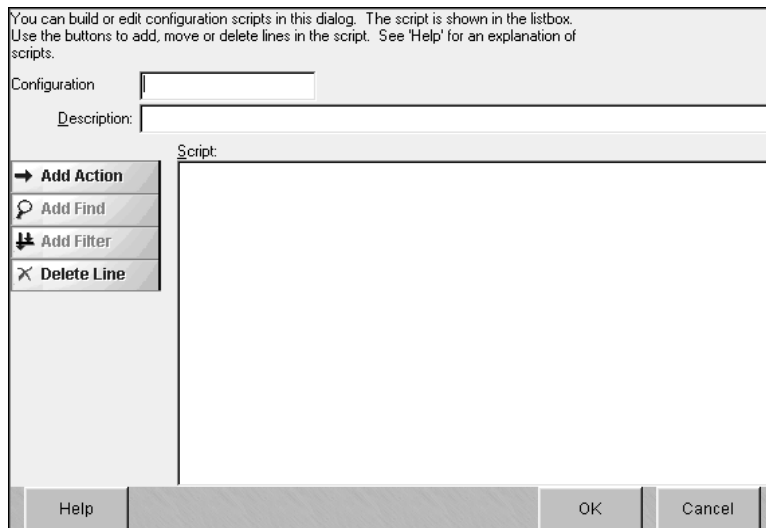 You can build or edit configuration scripts in this dialog.  The script is shown in the listbox.
Use the buttons to add, move or delete lines in the script.  See 'Help' for an explanation of
scripts.
Configuration
Description:
Script:
Add Action
Add Find
Add Filter
Delete Line
Help
OK
Cancel